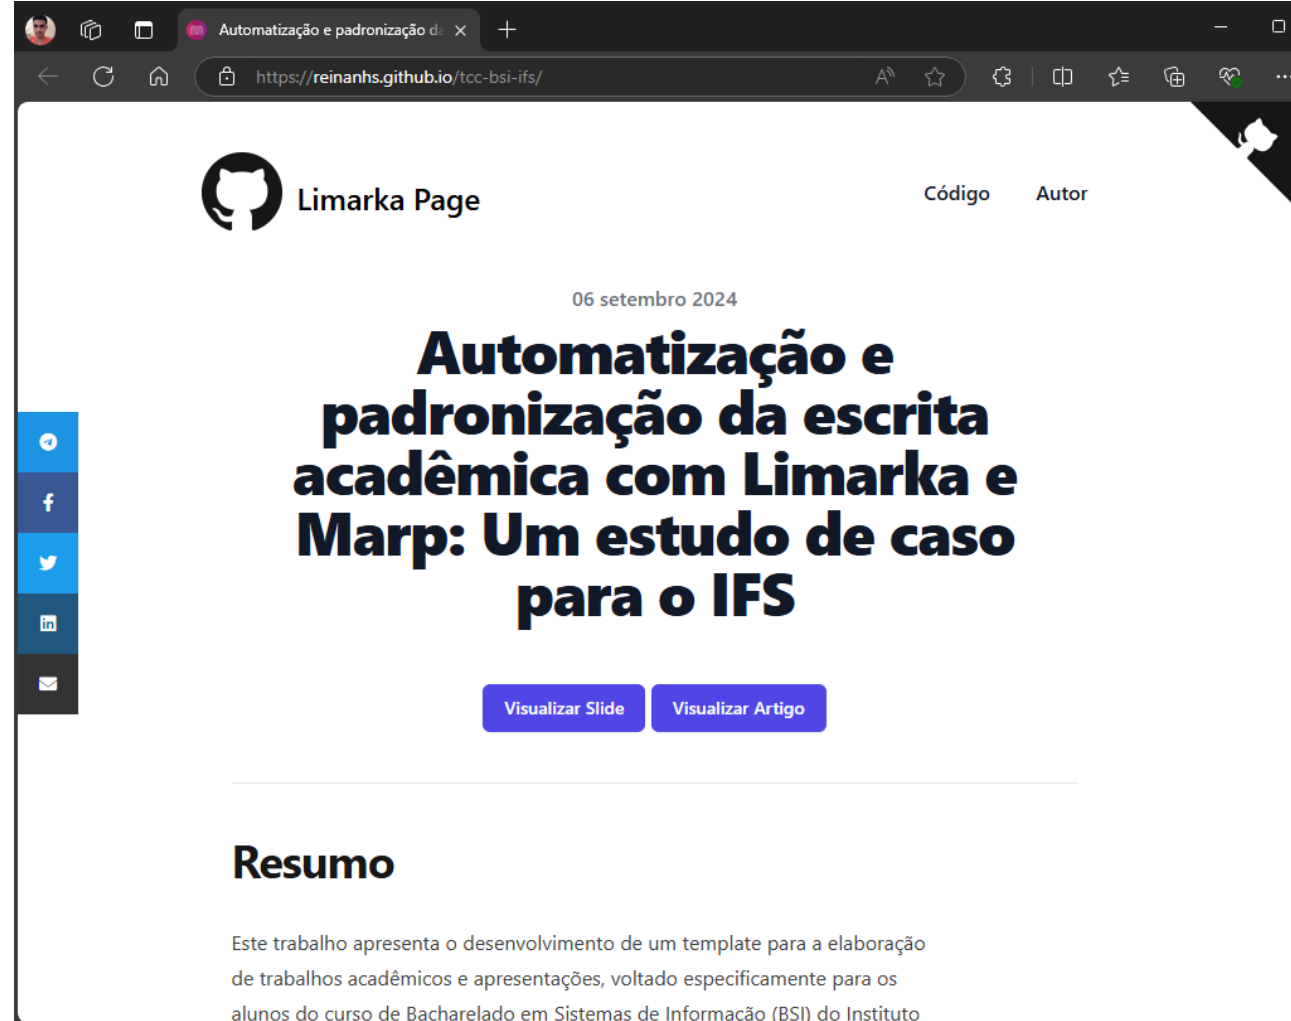 Automatização e padronização da
https://reinanhs.github.io/tcc-bsi-ifs/
Limarka Page
Código
Autor
06 setembro 2024
Automatização e
padronização da escrita
acadêmica com Limarka e
Marp: Um estudo de caso
para o IFS
Visualizar Slide
Visualizar Artigo
Resumo
Este trabalho apresenta o desenvolvimento de um template para a elaboração
de trabalhos acadêmicos e apresentações, voltado especificamente para os
alunos do curso de Bacharelado em Sistemas de Informação (BSI) do Instituto